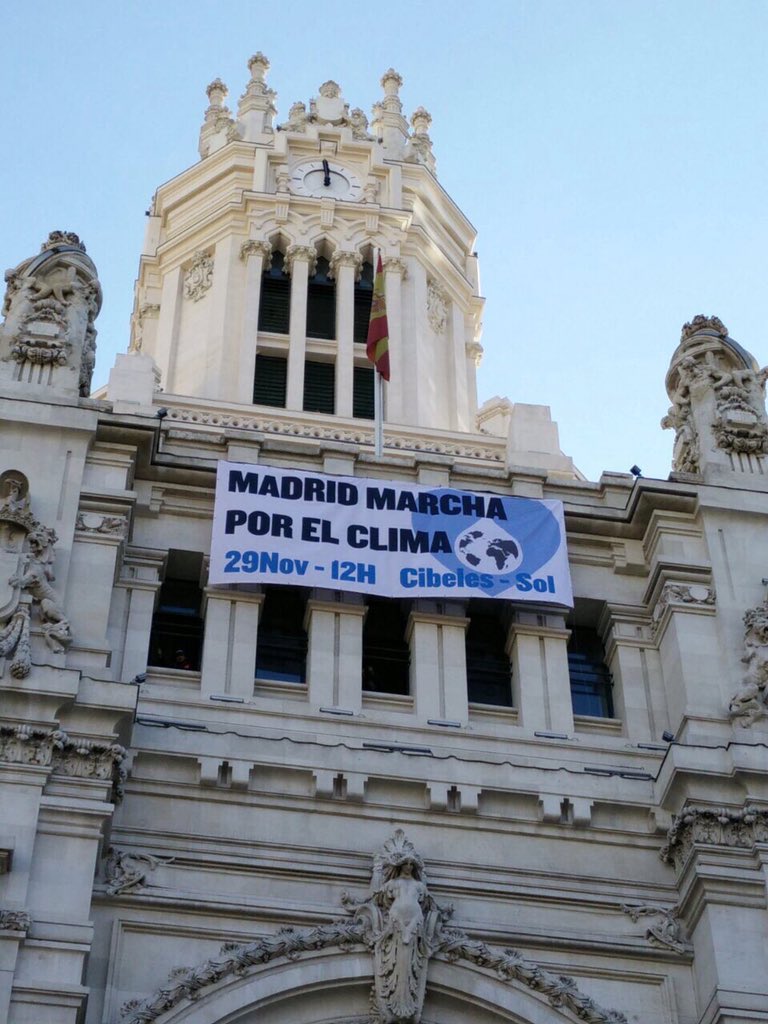 MADRID MARCHA
POR EL CLIMA
29Nov - 12H Cibeles - Sol